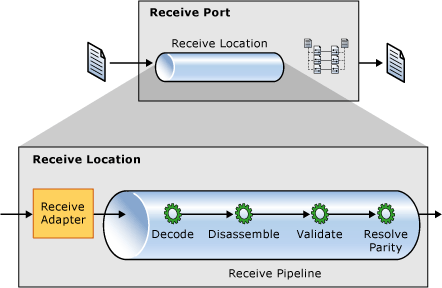 Receive Port
Receive Location
Receive Location
Receive
Adapter
Decode
Disassemble
Validate
Resolve
Parity
Receive Pipeline